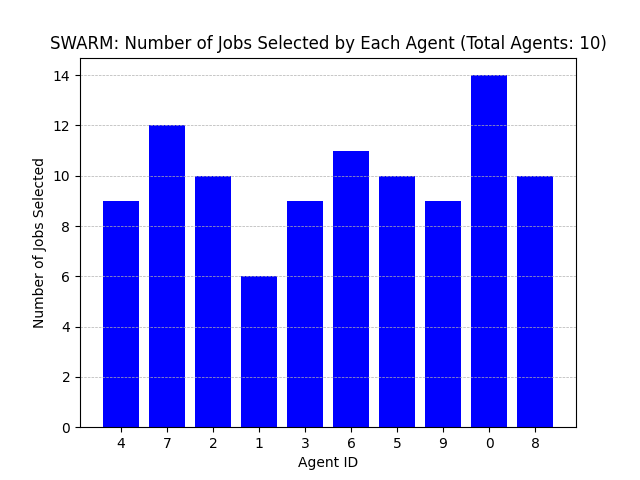 SWARM: Number of Jobs Selected by Each Agent (Total Agents: 10)
Number of Jobs Selected
14
12
10
8
6
4
2
0
4 7 2 1 3 6 5 9 0 8
Agent ID